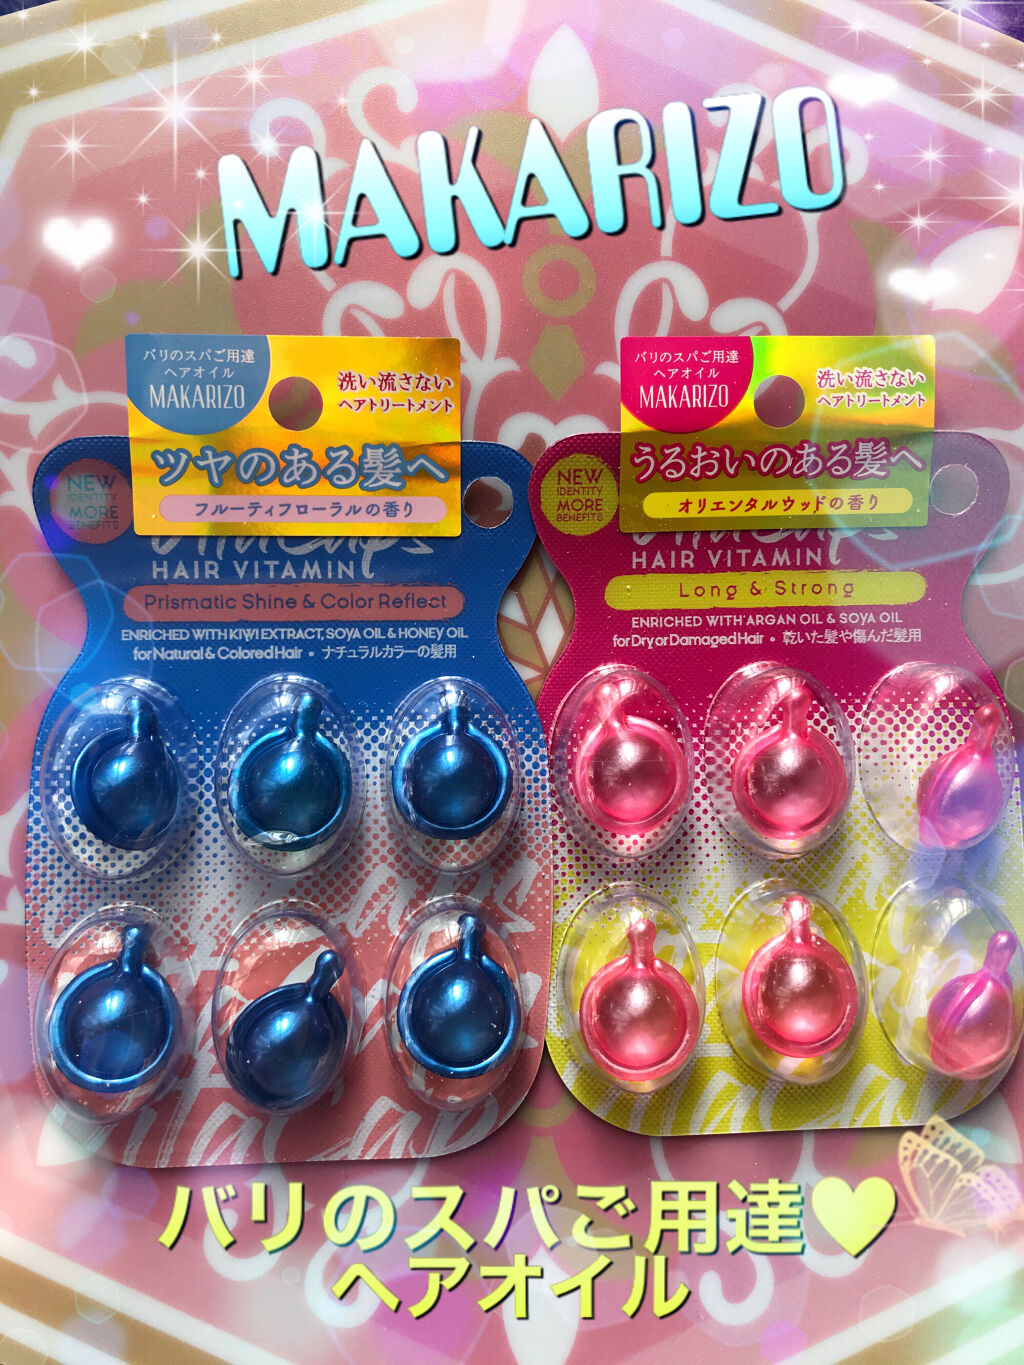 MAKARIZO
バリのスパご用達
ヘアオイル
MAKARIZO
洗い流さない
ヘアトリートメント
ツヤのある髪へ
フルーティフローラルの香り
NEW
IDENTITY
MORE
BENEFITS
HAIR VITAMIN
Prismatic Shine & Color Reflect
ENRICHED WITH KIWI EXTRACT, SOYA OIL & HONEY OIL
for Natural & Colored Hair • ナチュラルカラーの髪用
バリのスパご用達
ヘアオイル
MAKARIZO
洗い流さない
ヘアトリートメント
うるおいのある髪へ
オリエンタルウッドの香り
NEW
IDENTITY
MORE
BENEFITS
HAIR VITAMIN
Long & Strong
ENRICHED WITH ARGAN OIL & SOYA OIL
for Dry or Damaged Hair • 乾いた髪や傷んだ髪用
バリのスパご用達♥
ヘアオイル